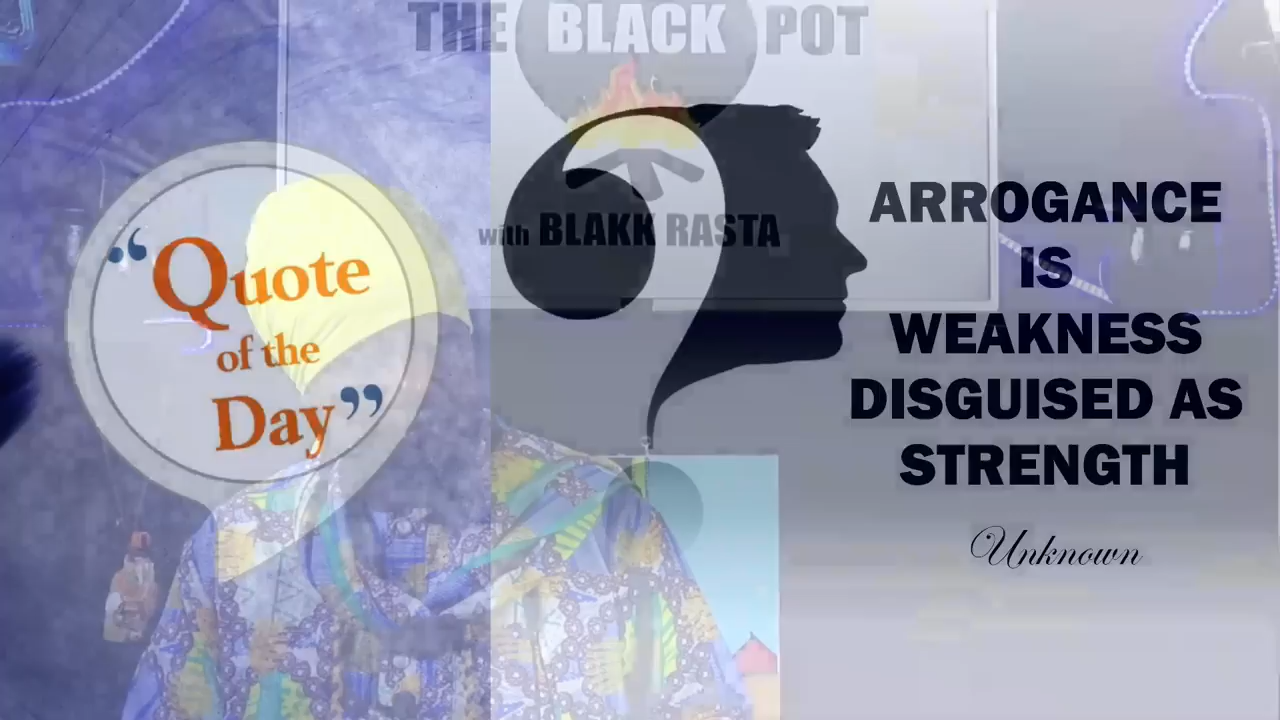 THE BLACK POT
with BLAKK RASTA
“Quote
of the
Day”
ARROGANCE
IS
WEAKNESS
DISGUISED AS
STRENGTH
Unknown